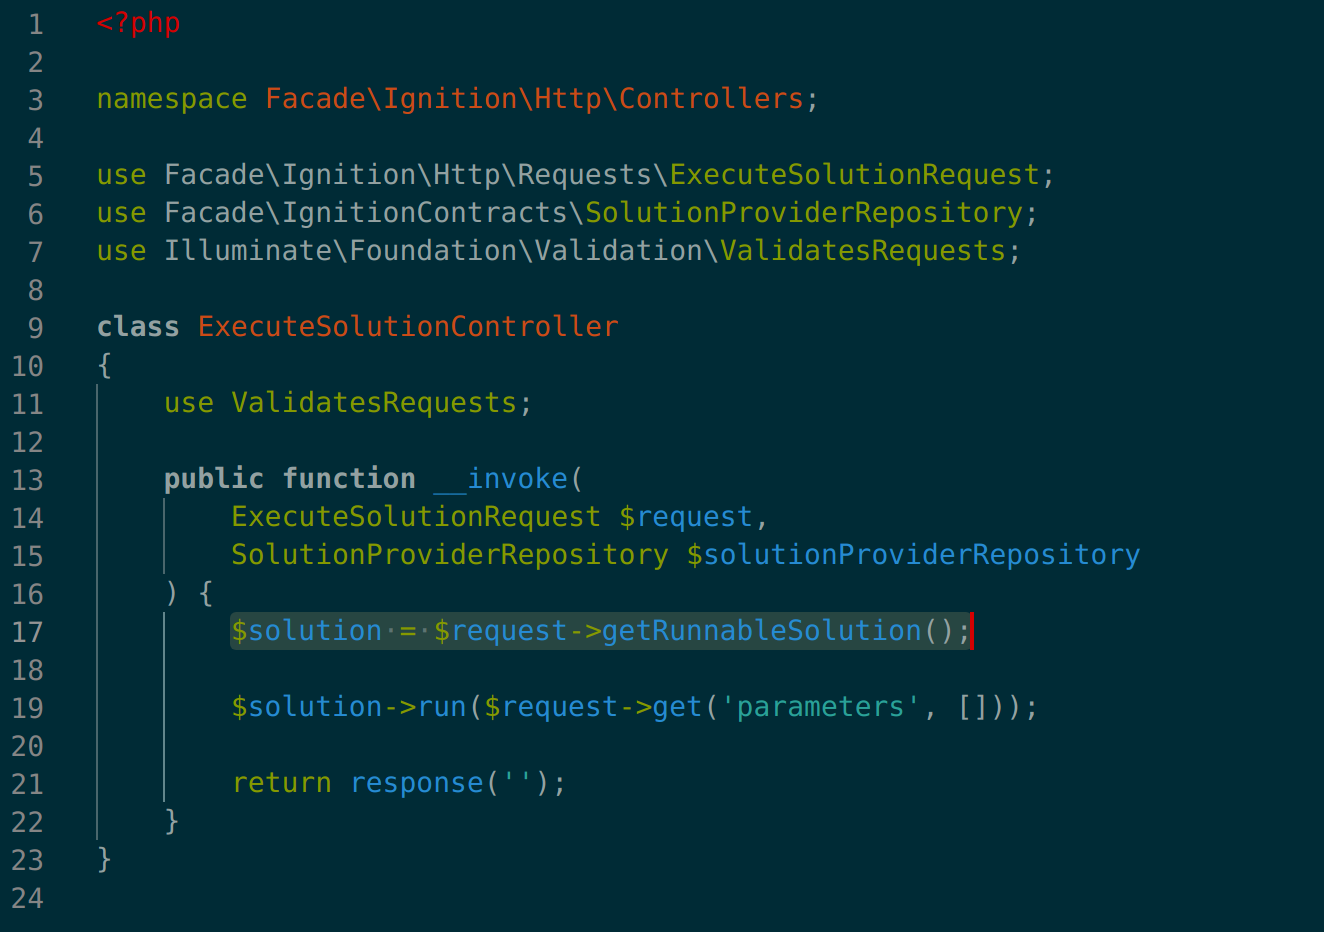 1 <?php
2
3 namespace Facade\Ignition\Http\Controllers;
4
5 use Facade\Ignition\Http\Requests\ExecuteSolutionRequest;
6 use Facade\IgnitionContracts\SolutionProviderRepository;
7 use Illuminate\Foundation\Validation\ValidatesRequests;
8
9 class ExecuteSolutionController
10 {
11     use ValidatesRequests;
12
13     public function __invoke(
14         ExecuteSolutionRequest $request,
15         SolutionProviderRepository $solutionProviderRepository
16     ) {
17         $solution·=·$request->getRunnableSolution();
18
19         $solution->run($request->get('parameters', []));
20
21         return response('');
22     }
23 }
24